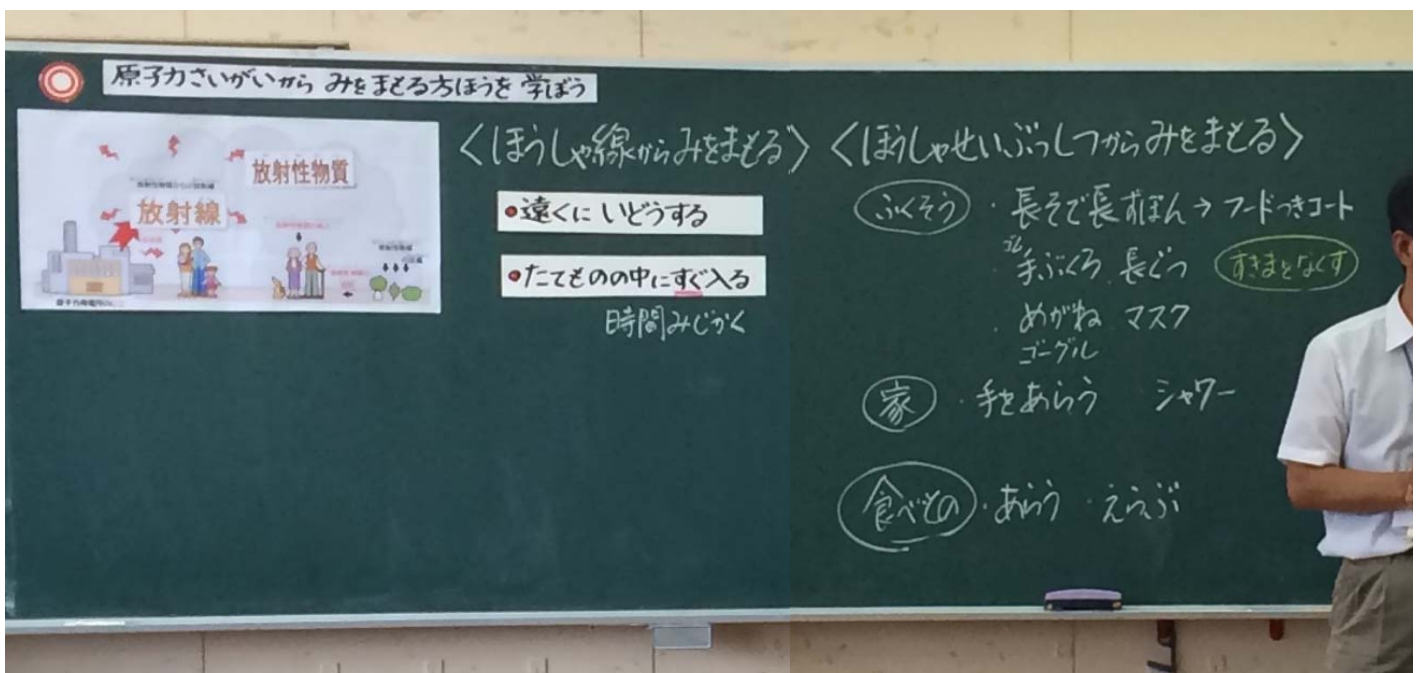 原子力さいがいから みをまもる方ほうを 学ぼう
放射性物質
放射線
<ほうしゃ線からみをまもる>
•遠くに いどうする
•たてものの中にすぐ入る
時間みじかく
<ほうしゃせいぶっしつからみをまもる>
ふくそう ・長そで長ずぼん→フードつきコート
ゴム
・手ぶくろ 長ぐつ すきまをなくす
・めがね マスク
ゴーグル
家 ・手をあらう シャワー
食べもの ・あらう ・えらぶ